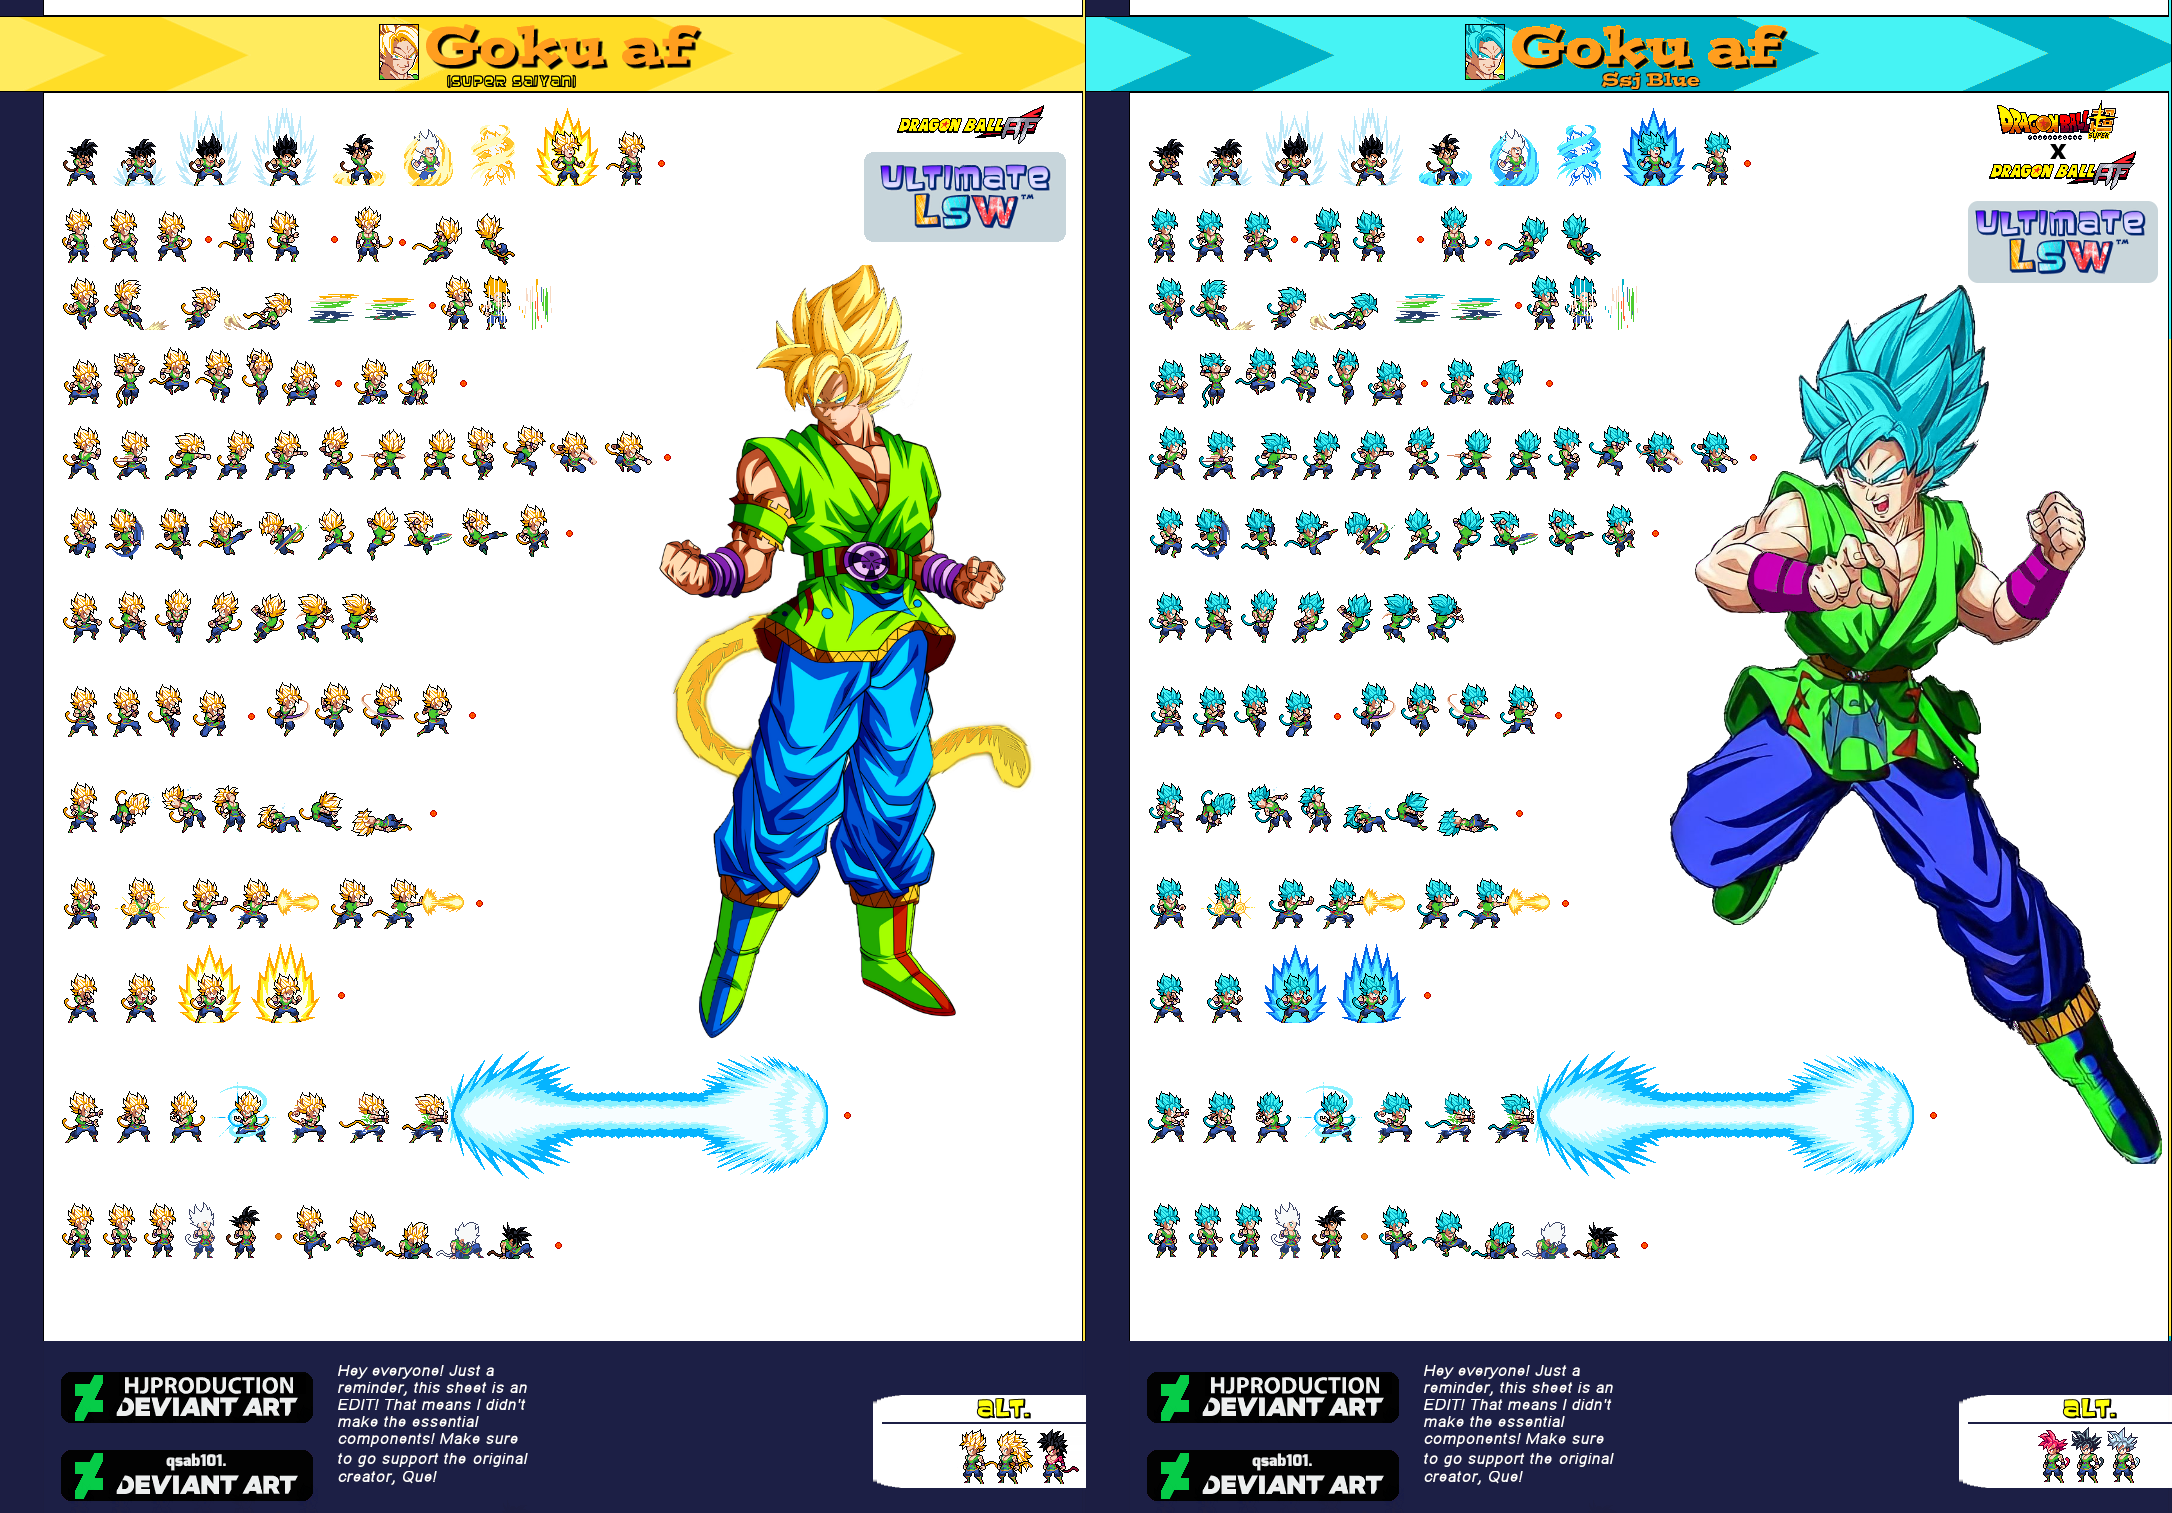 Goku af
(SUPER SAIYAN)
DRAGON BALL AF
ULTIMATE
LSW™
HJPRODUCTION
DEVIANT ART
qsab101.
DEVIANT ART
Hey everyone! Just a
reminder, this sheet is an
EDIT! That means I didn't
make the essential
components! Make sure
to go support the original
creator, Que!
ALT.
Goku af
Ssj Blue
DRAGON BALL 超
SUPER
X
DRAGON BALL AF
ULTIMATE
LSW™
HJPRODUCTION
DEVIANT ART
qsab101.
DEVIANT ART
Hey everyone! Just a
reminder, this sheet is an
EDIT! That means I didn't
make the essential
components! Make sure
to go support the original
creator, Que!
ALT.